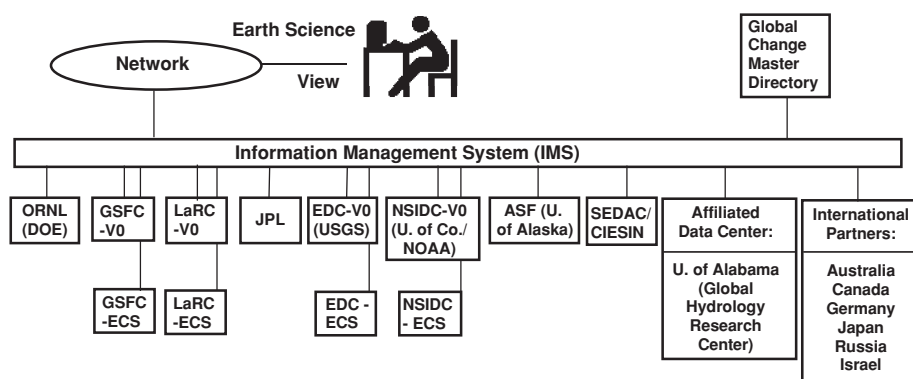 Earth Science
View
Network
Global
Change
Master
Directory
Information Management System (IMS)
ORNL
(DOE)
GSFC
-V0
LaRC
-V0
JPL
EDC-V0
(USGS)
NSIDC-V0
(U. of Co./
NOAA)
ASF (U.
of Alaska)
SEDAC/
CIESIN
Affiliated
Data Center:
U. of Alabama
(Global
Hydrology
Research
Center)
International
Partners:
Australia
Canada
Germany
Japan
Russia
Israel
GSFC
-ECS
LaRC
-ECS
EDC -
ECS
NSIDC
- ECS